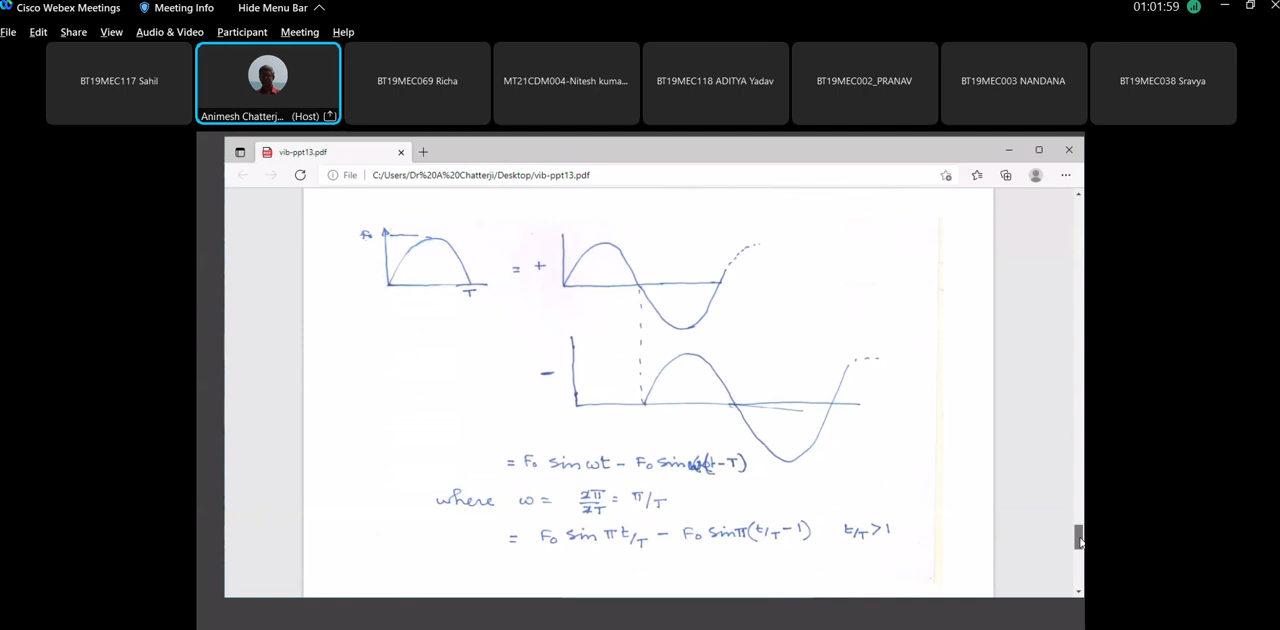 Cisco Webex Meetings Meeting Info Hide Menu Bar 01:01:59
File Edit Share View Audio & Video Participant Meeting Help
BT19MEC117 Sahil
Animesh Chatterj... (Host)
BT19MEC069 Richa
MT21CDM004-Nitesh kuma...
BT19MEC118 ADITYA Yadav
BT19MEC002_PRANAV
BT19MEC003 NANDANA
BT19MEC038 Sravya
vib-ppt13.pdf
File C:/Users/Dr%20A%20Chatterji/Desktop/vib-ppt13.pdf
F₀
T
= +
-
= F₀ sin ωt - F₀ sin ω(t-T)
where ω = 2π/2T = π/T
= F₀ sin πt/T - F₀ sin π(t/T - 1) t/T > 1